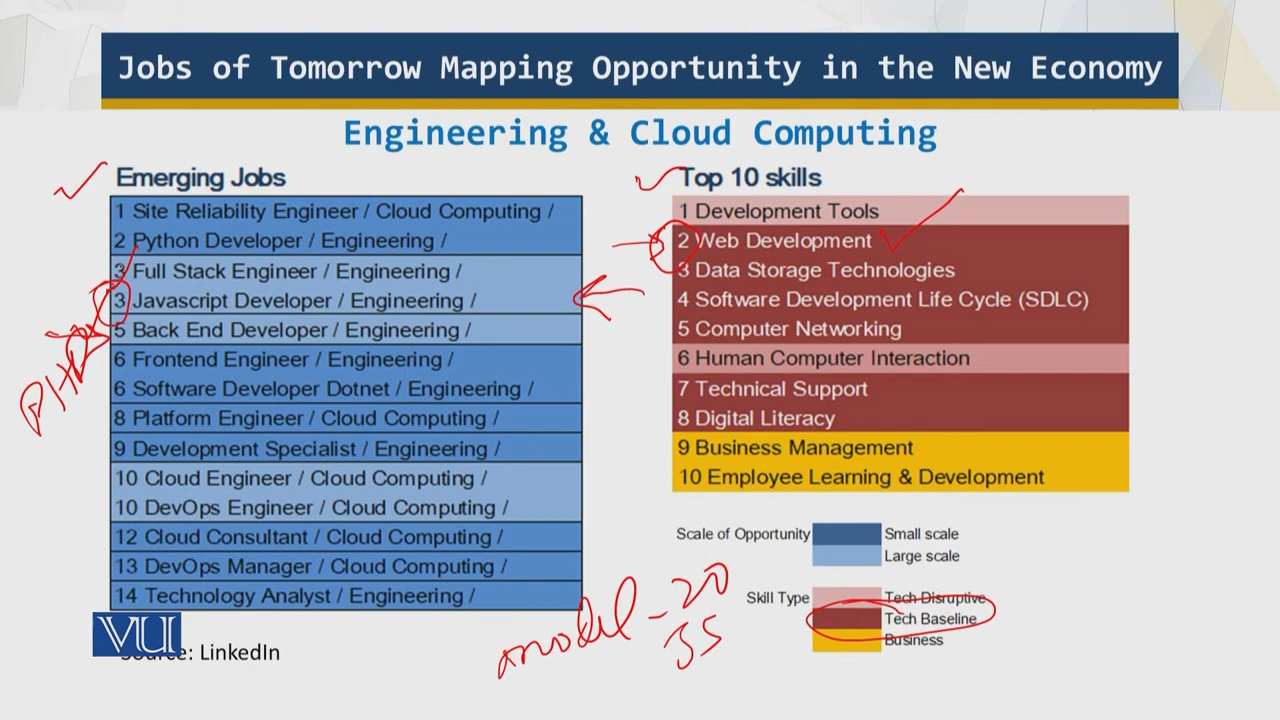 Jobs of Tomorrow Mapping Opportunity in the New Economy
Engineering & Cloud Computing
Emerging Jobs
1 Site Reliability Engineer / Cloud Computing /
2 Python Developer / Engineering /
3 Full Stack Engineer / Engineering /
3 Javascript Developer / Engineering /
5 Back End Developer / Engineering /
6 Frontend Engineer / Engineering /
6 Software Developer Dotnet / Engineering /
8 Platform Engineer / Cloud Computing /
9 Development Specialist / Engineering /
10 Cloud Engineer / Cloud Computing /
10 DevOps Engineer / Cloud Computing /
12 Cloud Consultant / Cloud Computing /
13 DevOps Manager / Cloud Computing /
14 Technology Analyst / Engineering /
VU
Source: LinkedIn
Top 10 skills
1 Development Tools
2 Web Development
3 Data Storage Technologies
4 Software Development Life Cycle (SDLC)
5 Computer Networking
6 Human Computer Interaction
7 Technical Support
8 Digital Literacy
9 Business Management
10 Employee Learning & Development
Scale of Opportunity
Small scale
Large scale
Skill Type
Tech Disruptive
Tech Baseline
Business
model - 20
35